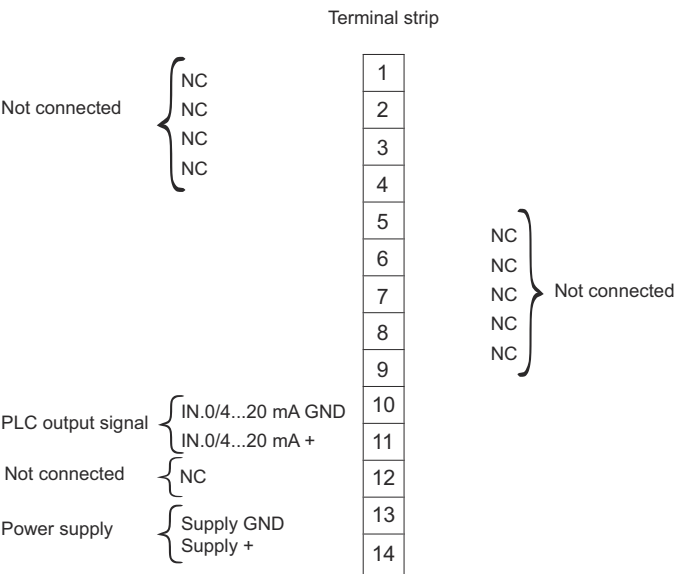 Terminal strip
NC 1
Not connected NC 2
NC 3
NC 4
5
NC 6
NC
NC 7 Not connected
NC 8
NC 9
PLC output signal IN.0/4...20 mA GND 10
IN.0/4...20 mA + 11
Not connected NC 12
Power supply Supply GND 13
Supply + 14